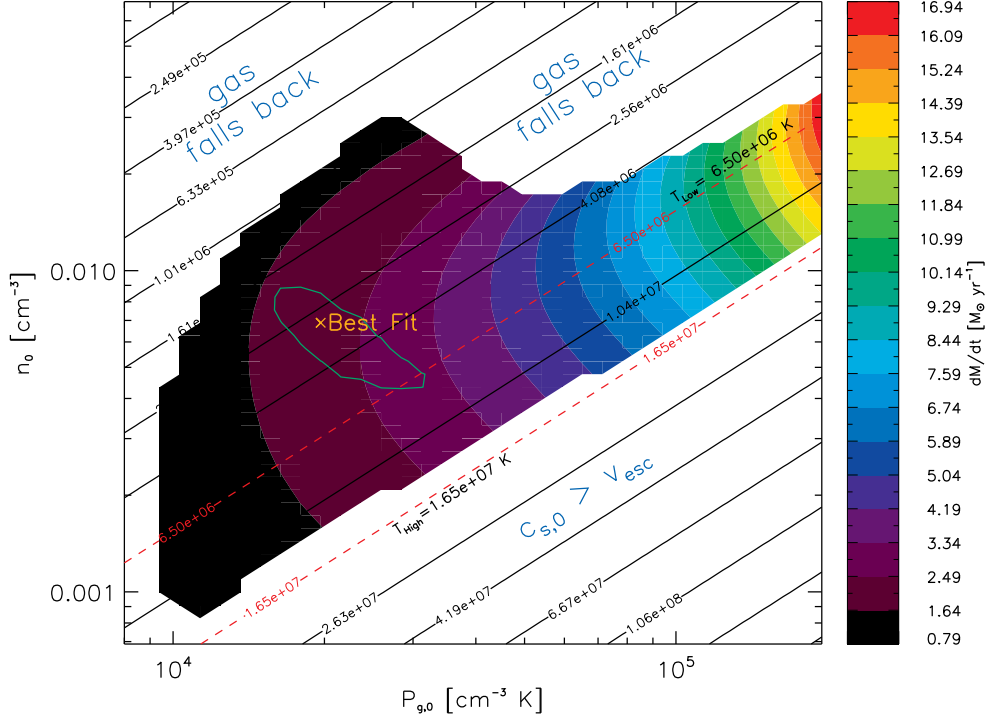 16.94
16.09
15.24
14.39
13.54
12.69
11.84
10.99
10.14
9.29
8.44
7.59
6.74
5.89
5.04
4.19
3.34
2.49
1.64
0.79
dM/dt [M⊙ yr⁻¹]
gas
falls back
gas
falls back
2.49e+05
3.97e+05
6.33e+05
1.01e+06
1.61e+06
2.56e+06
4.08e+06
6.50e+06
1.04e+07
1.65e+07
T_Low = 6.50e+06 K
×Best Fit
T_High=1.65e+07 K
C_s,0 > v_esc
1.61e+06
6.50e+06
1.65e+07
2.63e+07
4.19e+07
6.67e+07
1.06e+08
0.010
0.001
n₀ [cm⁻³]
10⁴
10⁵
P_g,0 [cm⁻³ K]